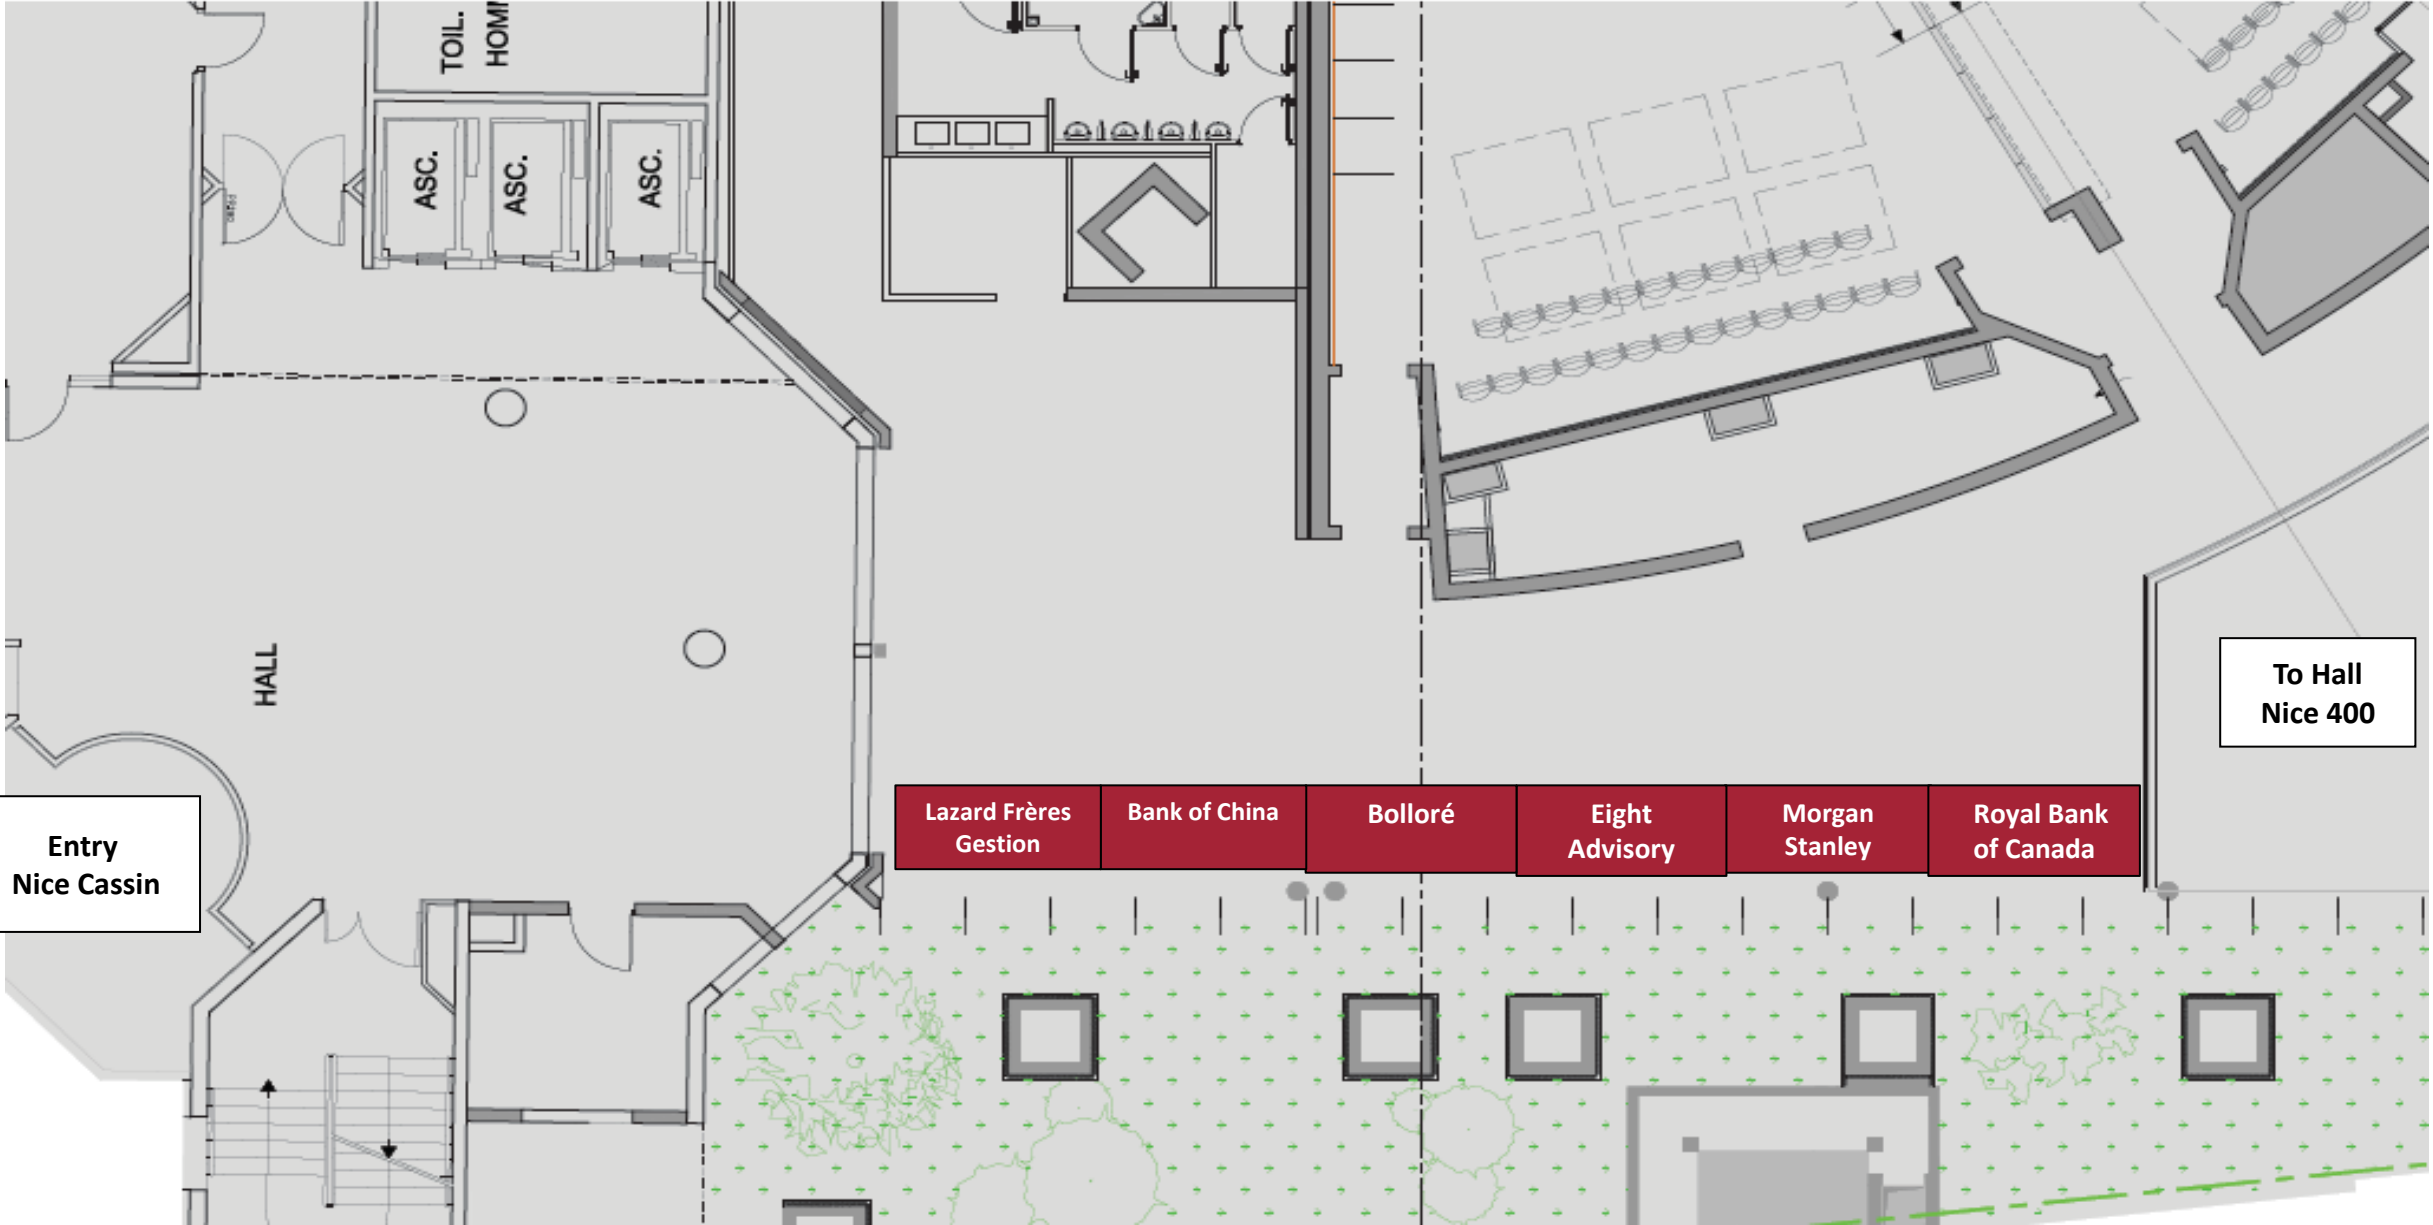 TOIL.
ASC.
ASC.
ASC.
HALL
To Hall
Nice 400
Entry
Nice Cassin
Lazard Frères
Gestion
Bank of China
Bolloré
Eight
Advisory
Morgan
Stanley
Royal Bank
of Canada